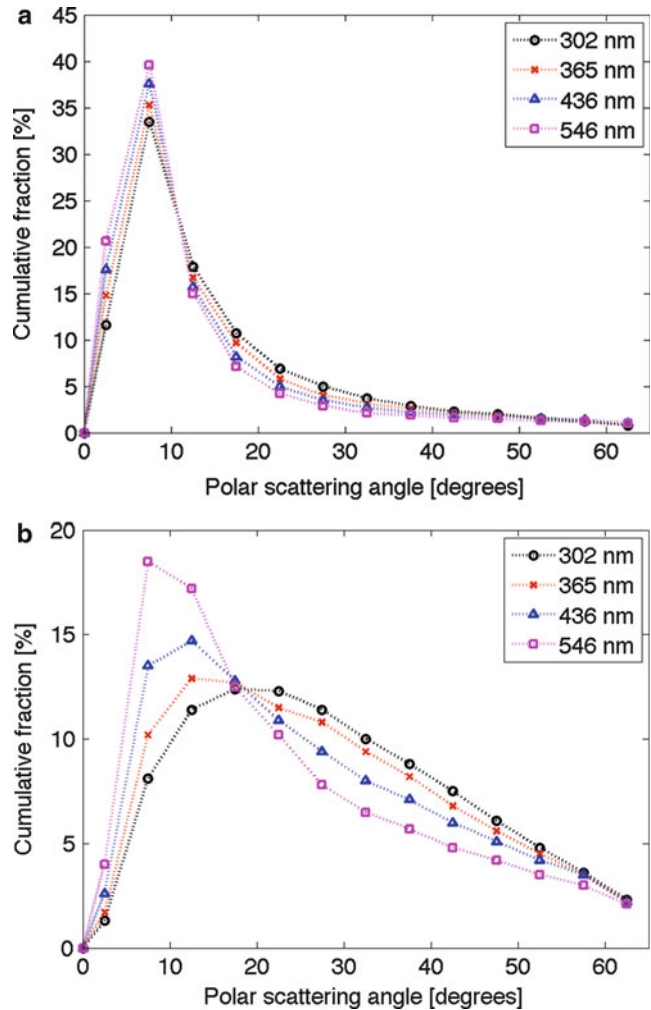 a
45
40
35
30
25
20
15
10
5
0
Cumulative fraction [%]
302 nm
365 nm
436 nm
546 nm
0 10 20 30 40 50 60
Polar scattering angle [degrees]
b
20
15
10
5
0
Cumulative fraction [%]
302 nm
365 nm
436 nm
546 nm
0 10 20 30 40 50 60
Polar scattering angle [degrees]